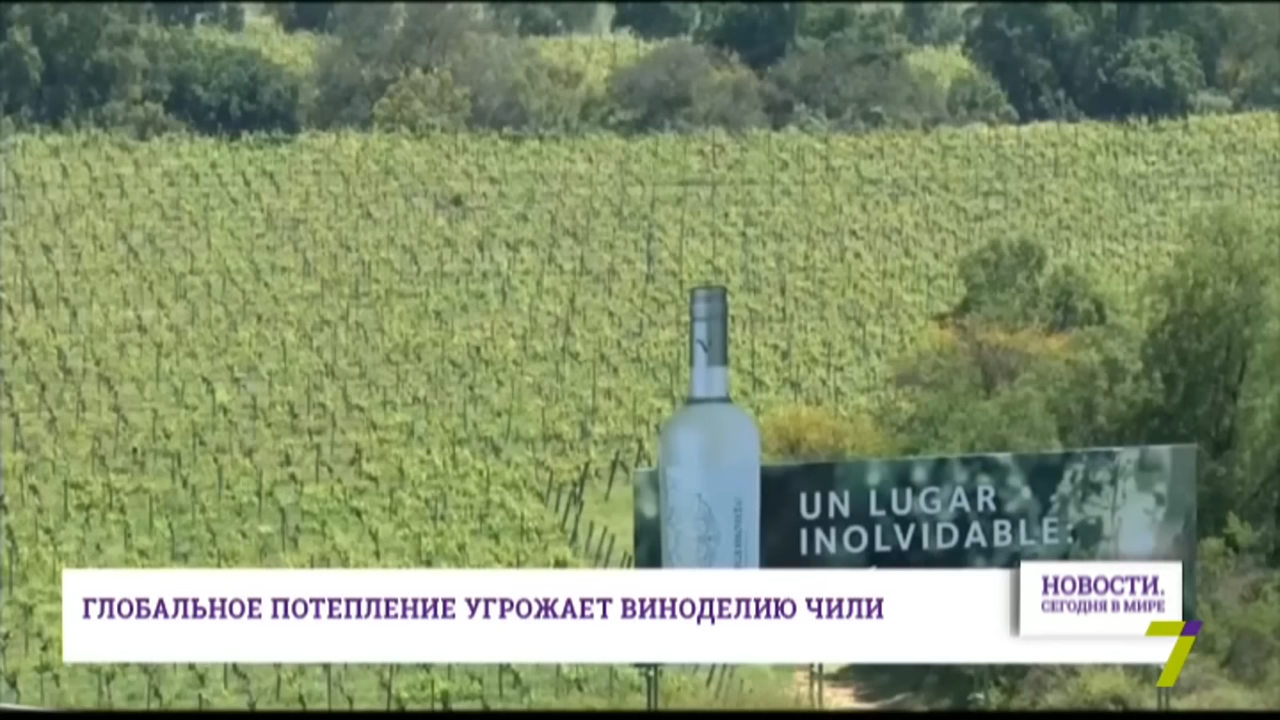 UN LUGAR
INOLVIDABLE:
ГЛОБАЛЬНОЕ ПОТЕПЛЕНИЕ УГРОЖАЕТ ВИНОДЕЛИЮ ЧИЛИ
НОВОСТИ.
СЕГОДНЯ В МИРЕ
7